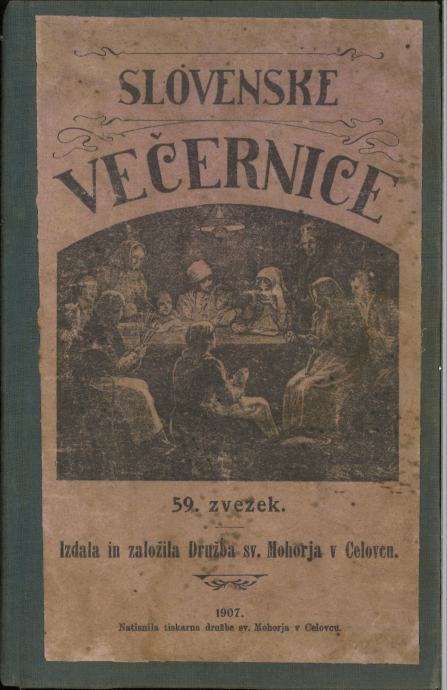 SLOVENSKE
VEČERNICE
59. zvezek.
Izdala in založila Družba sv. Mohorja v Celovcu.
1907.
Natisnila tiskarna družbe sv. Mohorja v Celovcu.